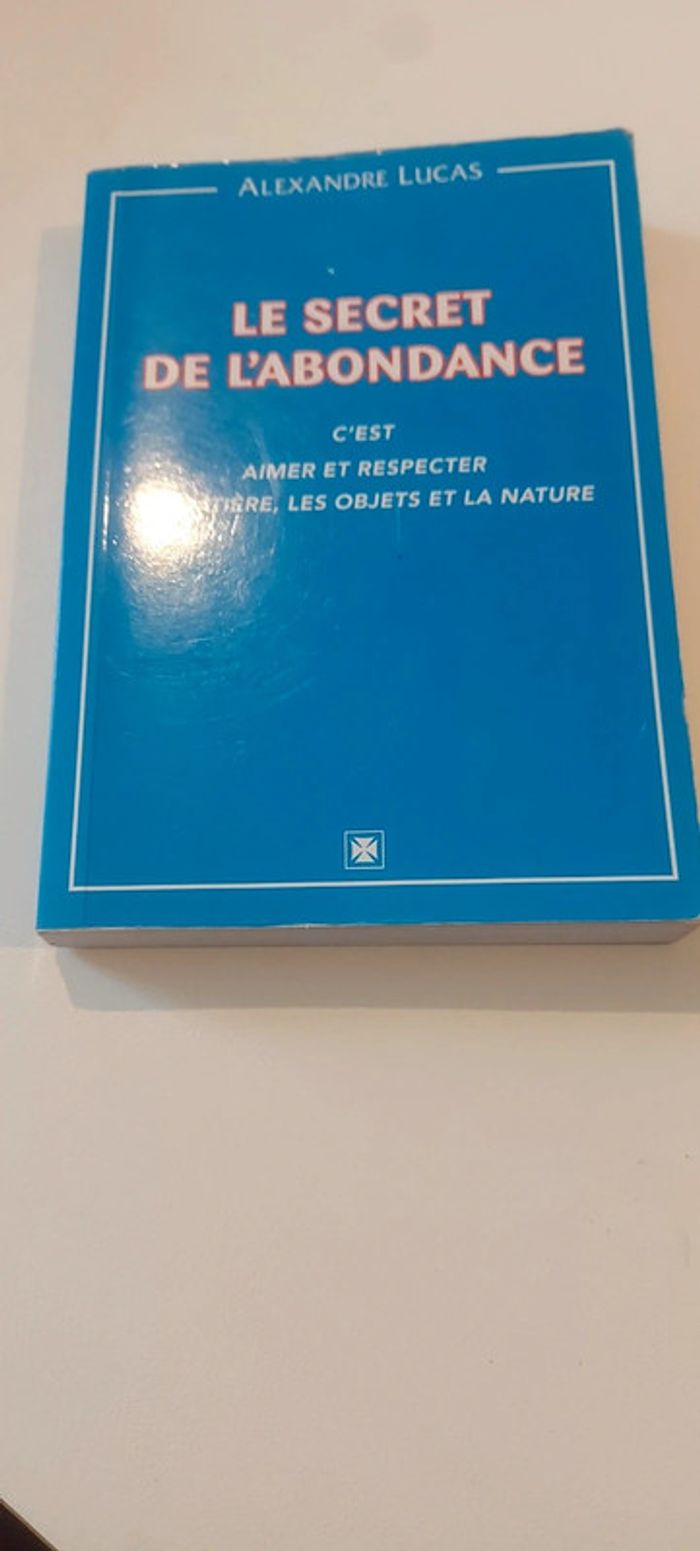 ALEXANDRE LUCAS
LE SECRET
DE L'ABONDANCE
C'EST
AIMER ET RESPECTER
LES OBJETS ET LA NATURE